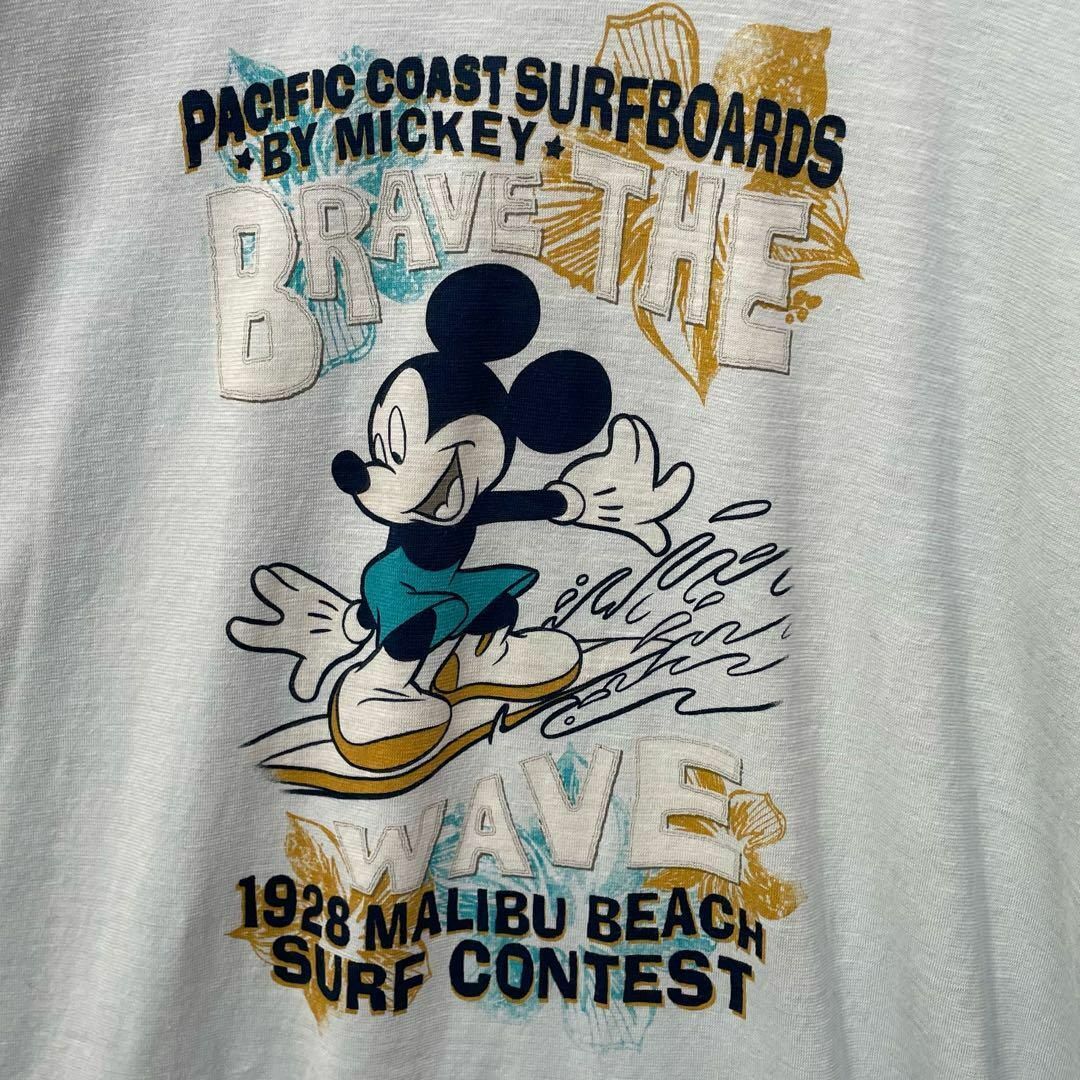 PACIFIC COAST SURFBOARDS
BY MICKEY
BRAVE THE
WAVE
1928 MALIBU BEACH
SURF CONTEST